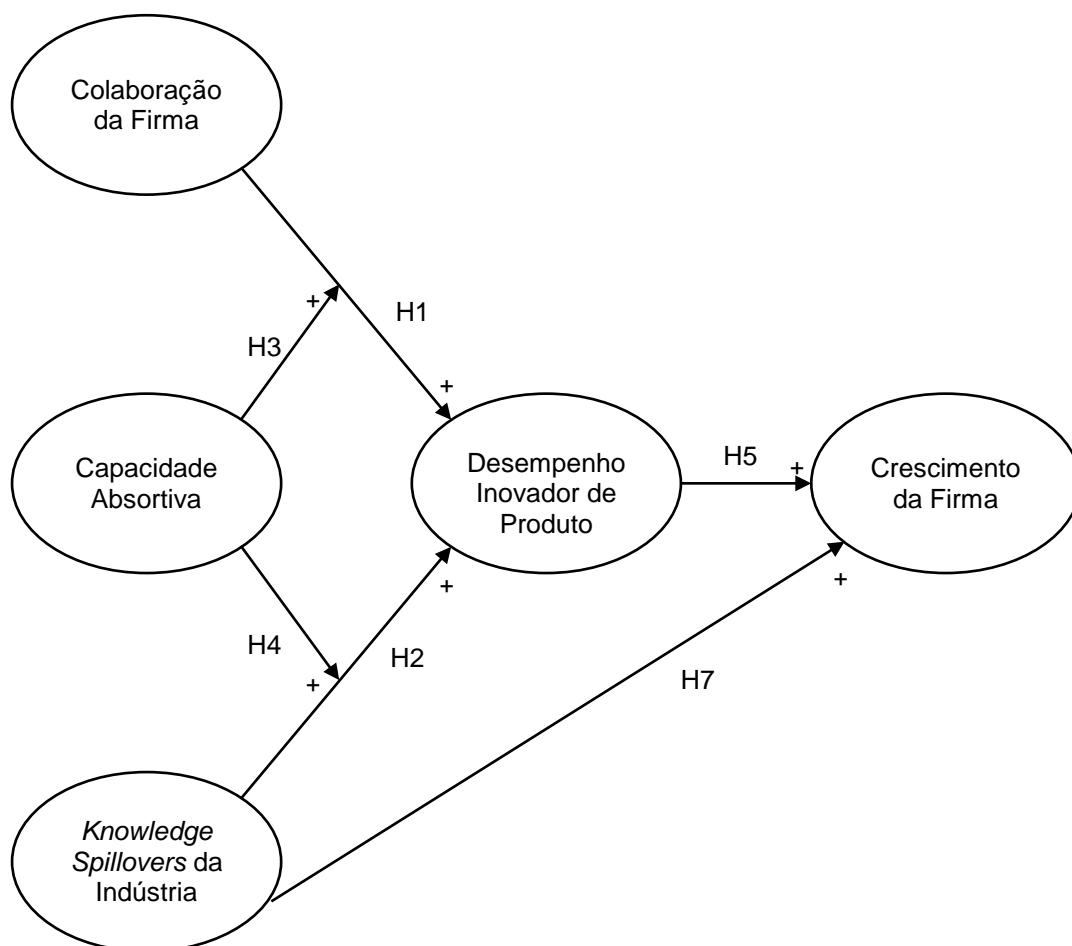 Colaboração
da Firma
+
H1
H3
+
Capacidade
Absortiva
Desempenho
Inovador de
Produto
H5
+
Crescimento
da Firma
+
+
H4
H2
+
H7
Knowledge
Spillovers da
Indústria